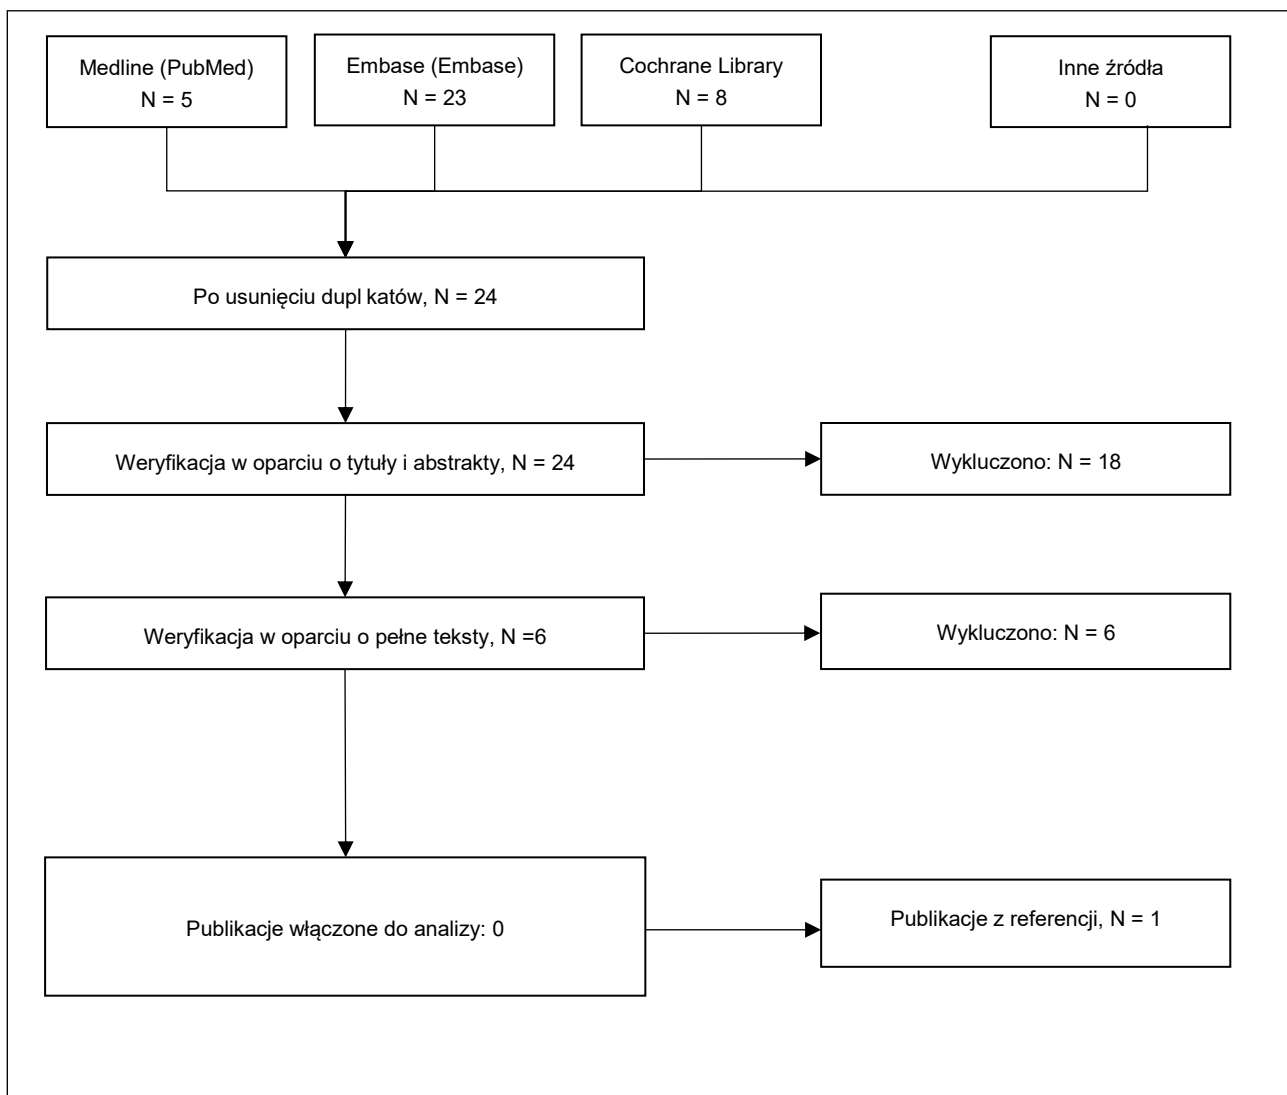 Medline (PubMed)
N = 5
Embase (Embase)
N = 23
Cochrane Library
N = 8
Inne źródła
N = 0
Po usunięciu dupl katów, N = 24
Weryfikacja w oparciu o tytuły i abstrakty, N = 24
Wykluczono: N = 18
Weryfikacja w oparciu o pełne teksty, N =6
Wykluczono: N = 6
Publikacje włączone do analizy: 0
Publikacje z referencji, N = 1